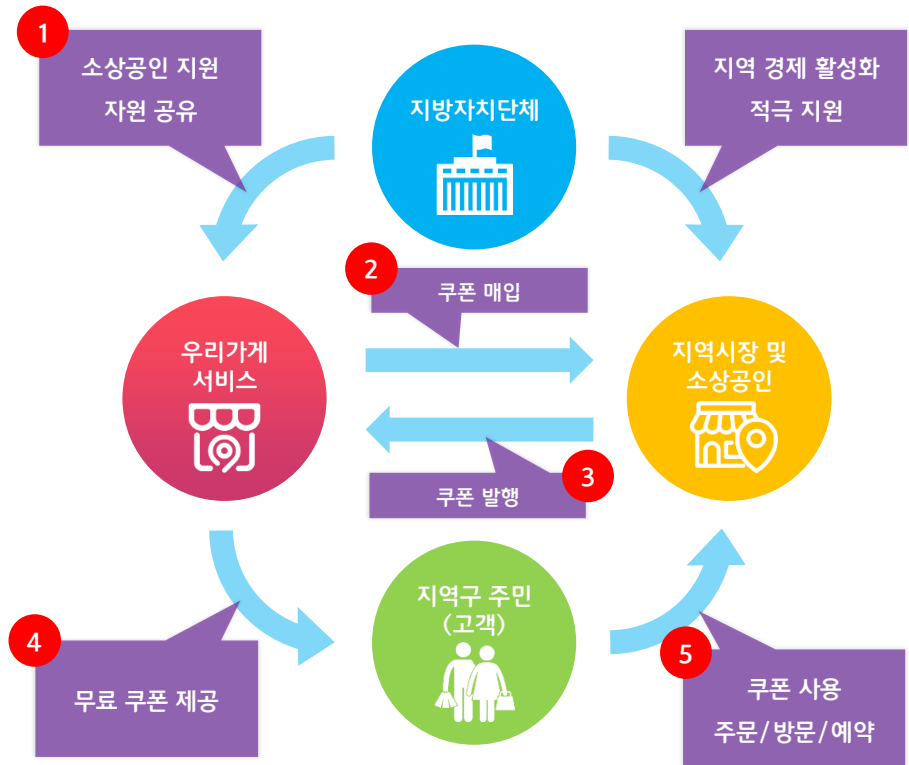 1
소상공인 지원
자원 공유
지방자치단체
지역 경제 활성화
적극 지원
2
쿠폰 매입
우리가게
서비스
지역시장 및
소상공인
3
쿠폰 발행
4
무료 쿠폰 제공
지역구 주민
(고객)
5
쿠폰 사용
주문/방문/예약